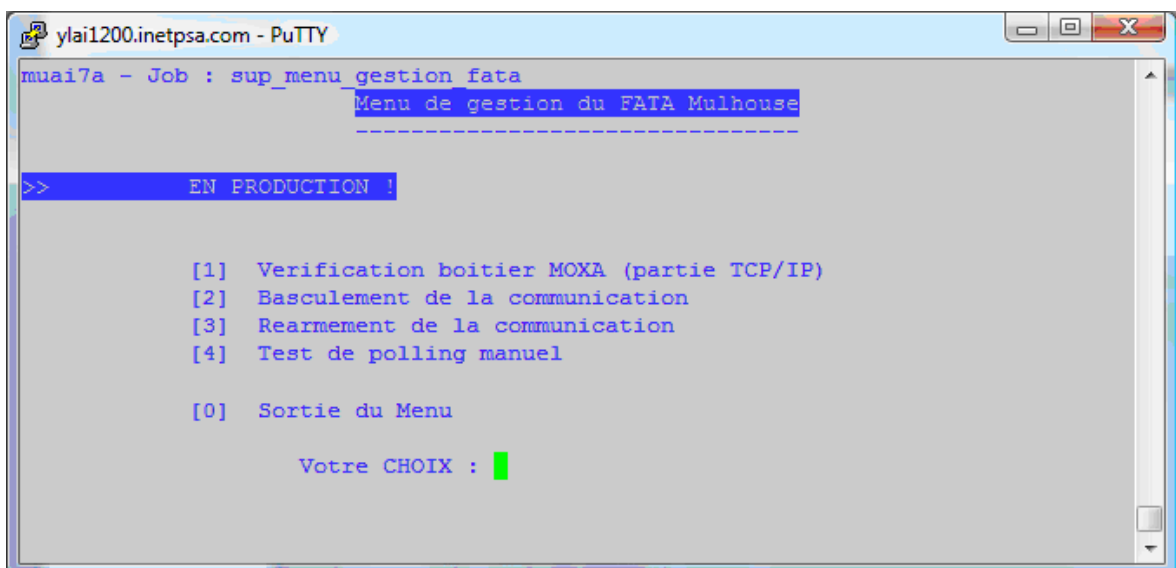 ylai1200.inetpsa.com - PuTTY
muai7a - Job : sup_menu_gestion_fata
Menu de gestion du FATA Mulhouse
--------------------------------
>> EN PRODUCTION !
[1] Verification boitier MOXA (partie TCP/IP)
[2] Basculement de la communication
[3] Rearmement de la communication
[4] Test de polling manuel
[0] Sortie du Menu
Votre CHOIX :